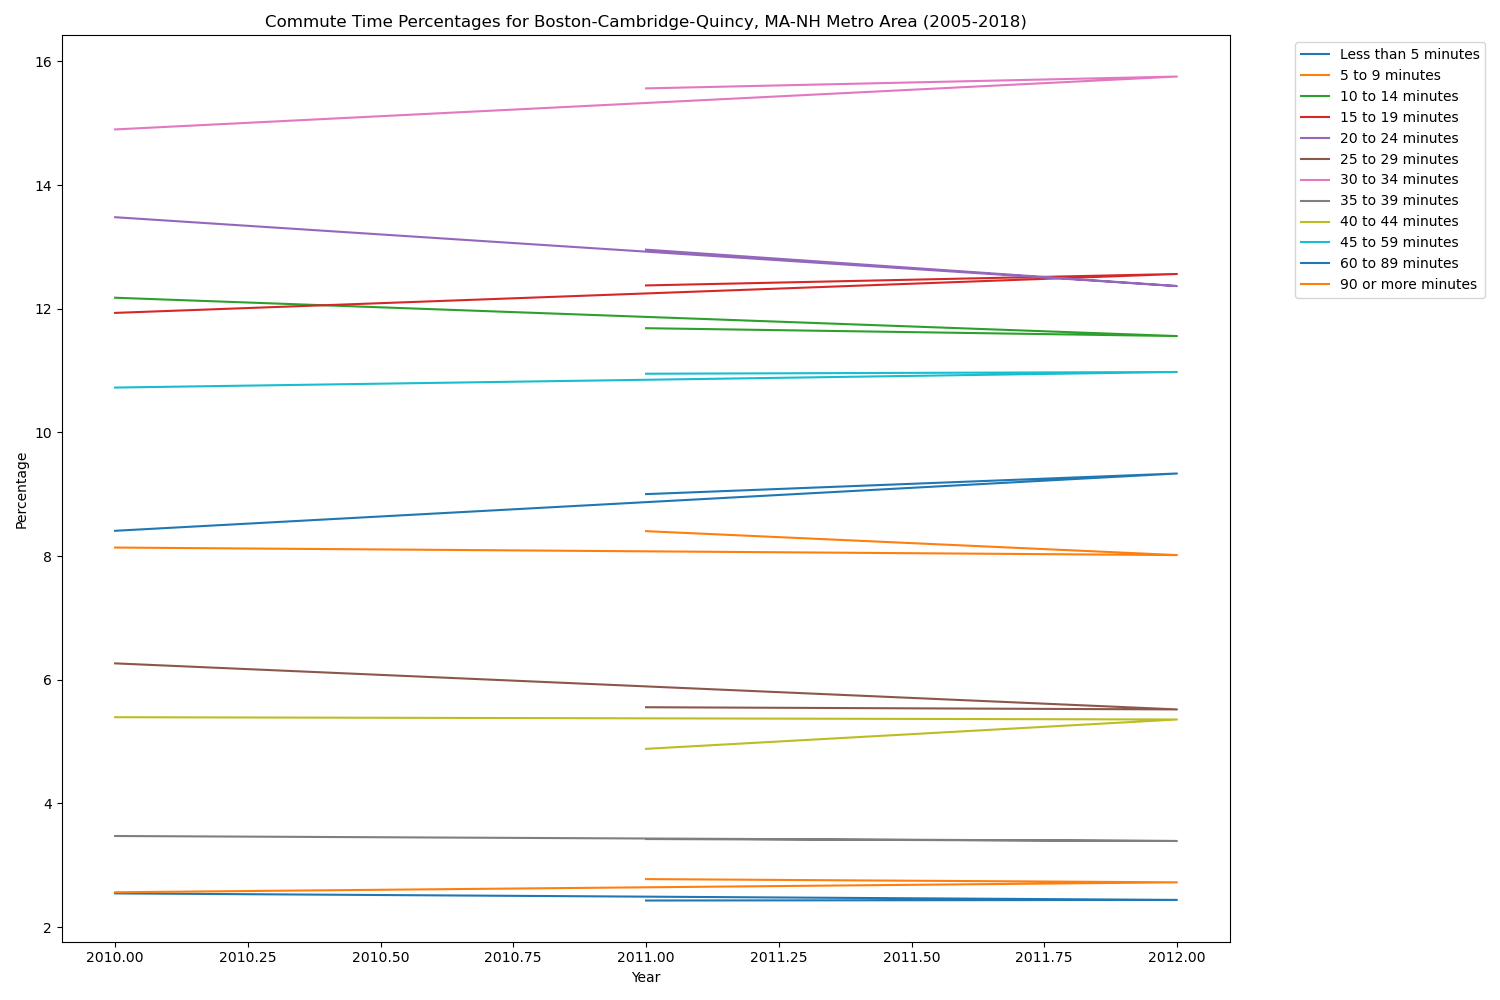 Commute Time Percentages for Boston-Cambridge-Quincy, MA-NH Metro Area (2005-2018)
Less than 5 minutes
5 to 9 minutes
10 to 14 minutes
15 to 19 minutes
20 to 24 minutes
25 to 29 minutes
30 to 34 minutes
35 to 39 minutes
40 to 44 minutes
45 to 59 minutes
60 to 89 minutes
90 or more minutes
Percentage
16
14
12
10
8
6
4
2
2010.00 2010.25 2010.50 2010.75 2011.00 2011.25 2011.50 2011.75 2012.00
Year